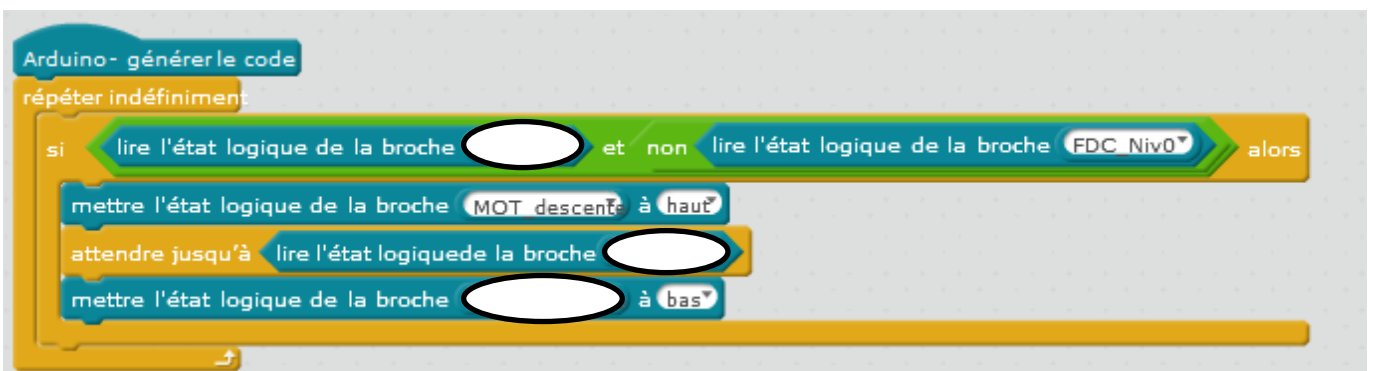 Arduino- générer le code
répéter indéfiniment
si lire l'état logique de la broche et non lire l'état logique de la broche FDC_Niv0 alors
mettre l'état logique de la broche MOT_descente à haut
attendre jusqu'à lire l'état logiquede la broche
mettre l'état logique de la broche à bas